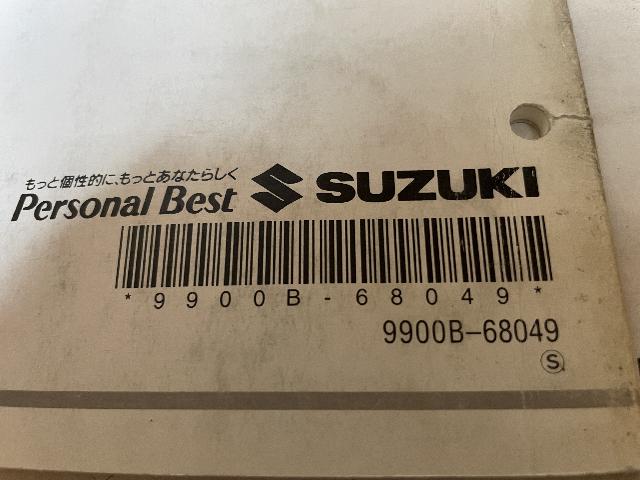 もっと個性的に、もっとあなたらしく
Personal Best SUZUKI
*9900B-68049*
9900B-68049
S